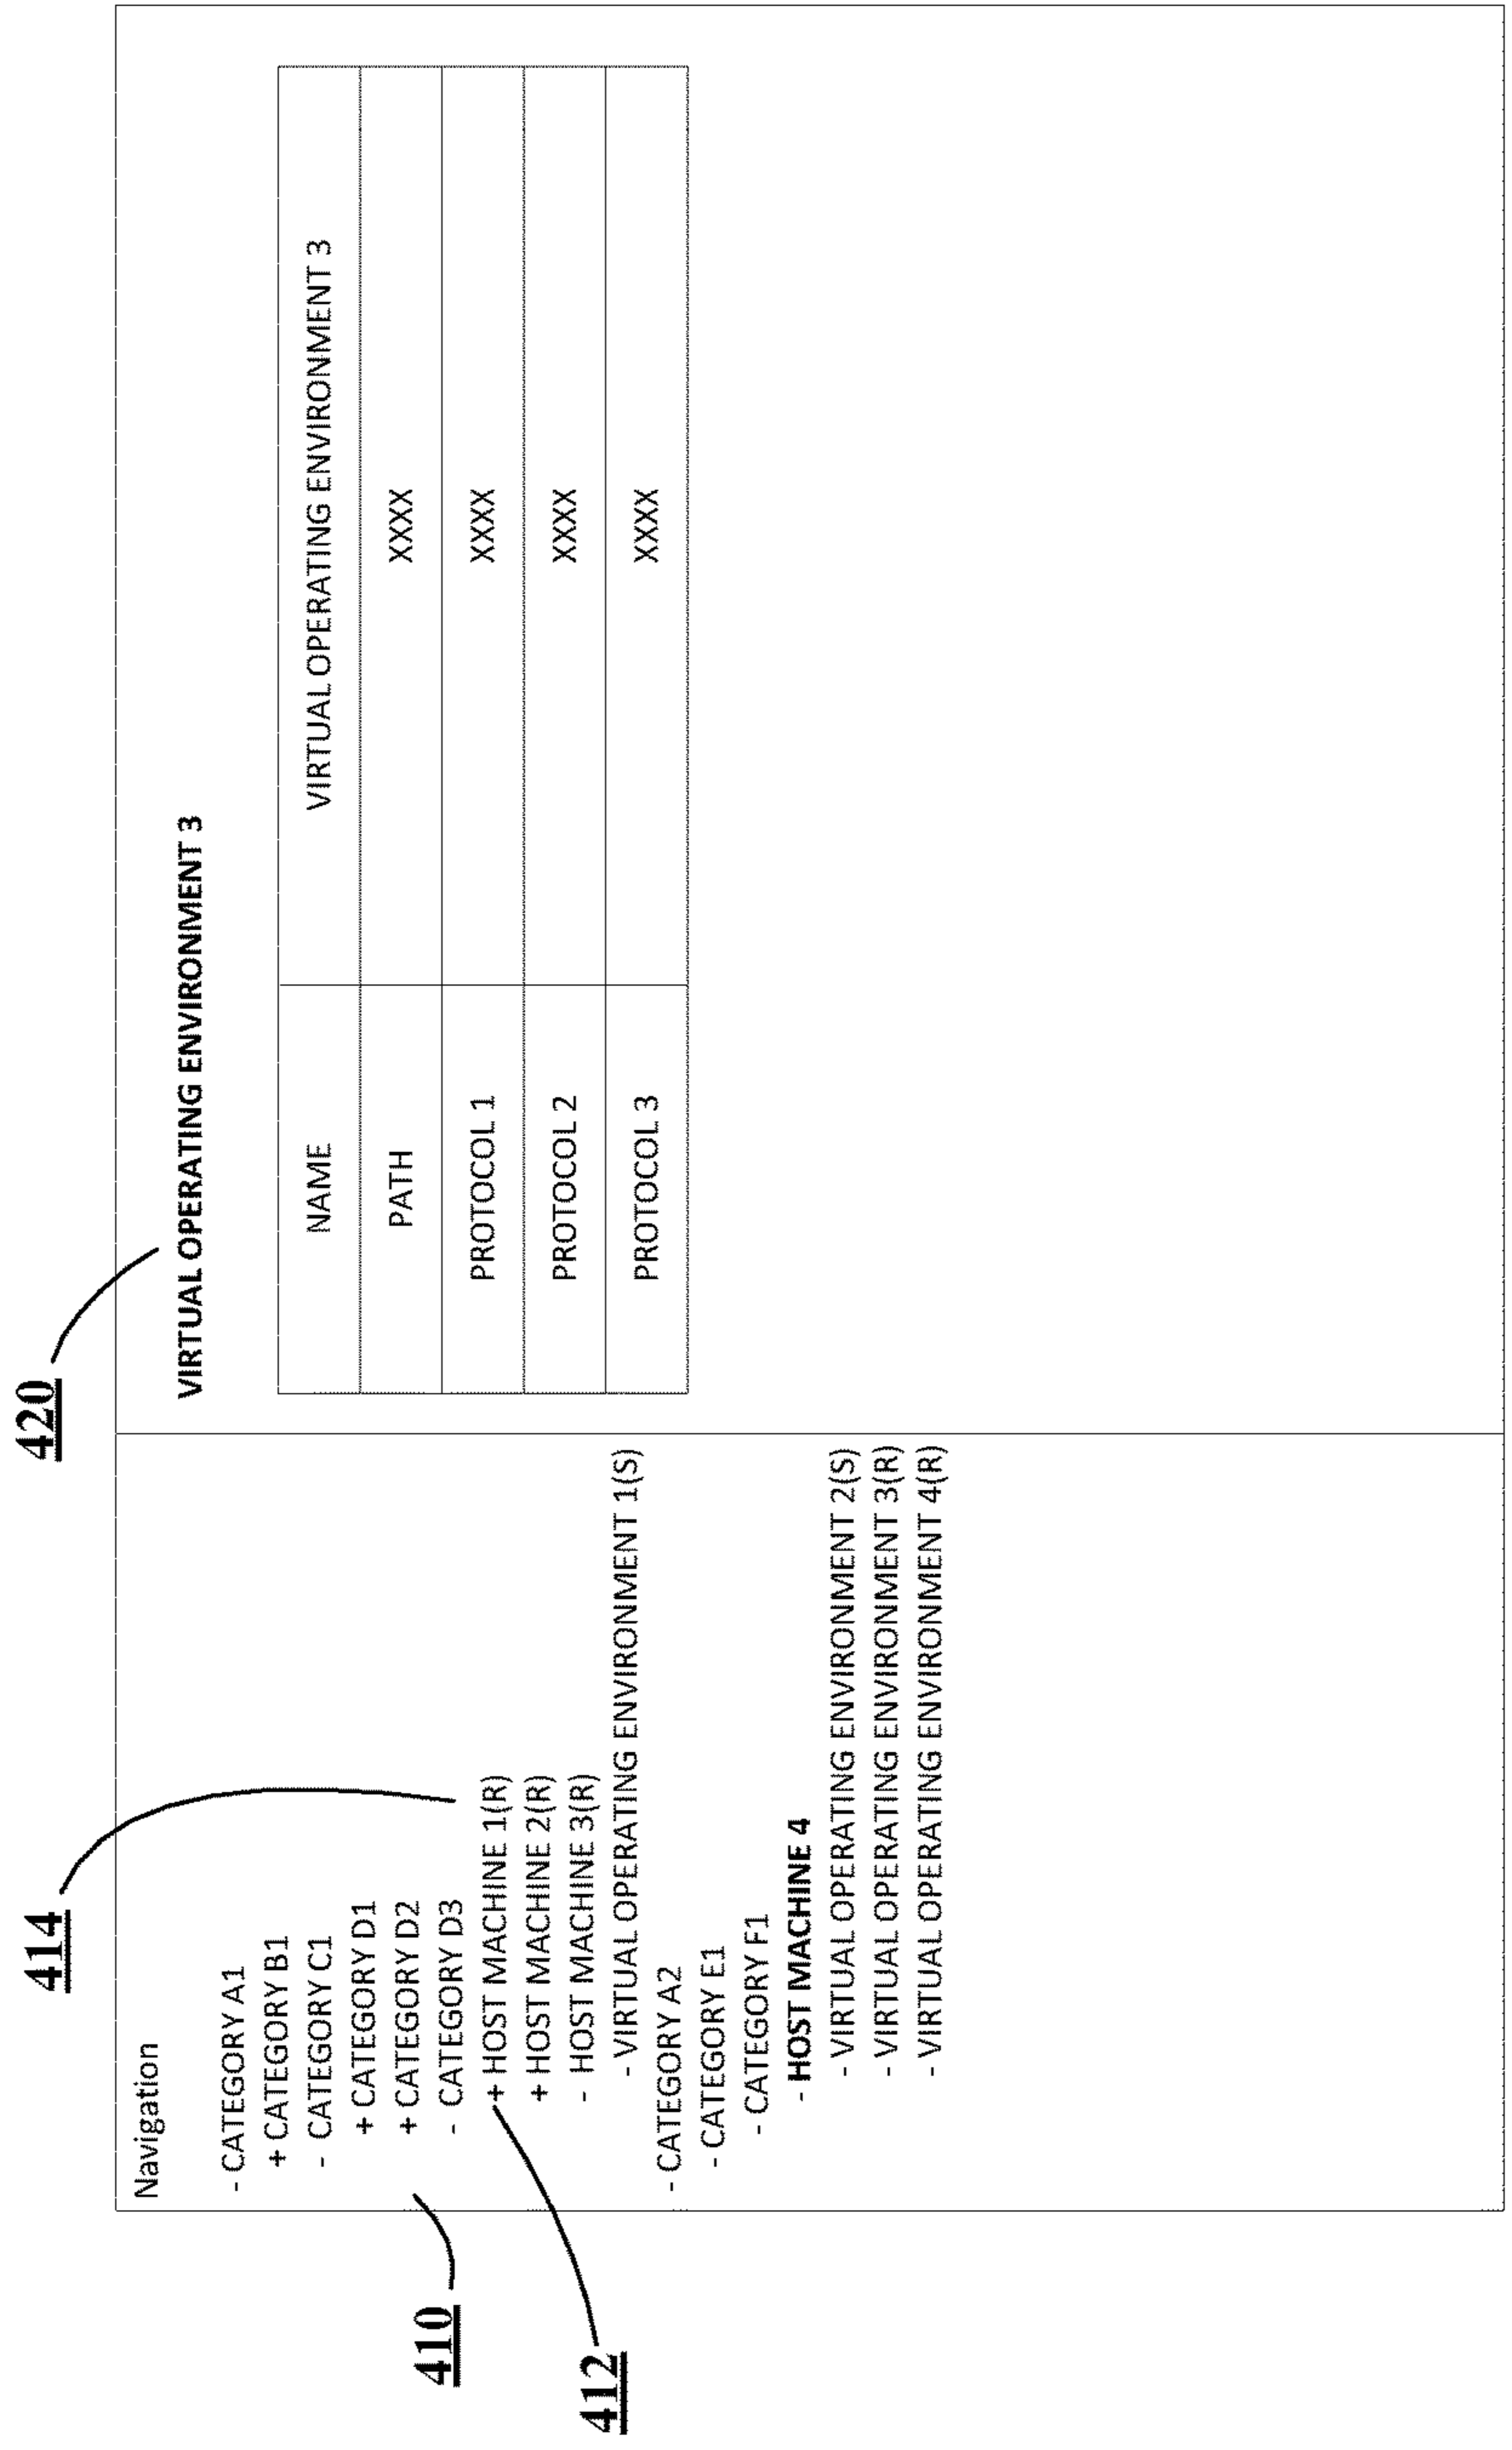 414
420
410
412
Navigation
- CATEGORY A1
+ CATEGORY B1
- CATEGORY C1
+ CATEGORY D1
+ CATEGORY D2
- CATEGORY D3
+ HOST MACHINE 1(R)
+ HOST MACHINE 2(R)
- HOST MACHINE 3(R)
- VIRTUAL OPERATING ENVIRONMENT 1(S)
- CATEGORY A2
- CATEGORY E1
- CATEGORY F1
- HOST MACHINE 4
- VIRTUAL OPERATING ENVIRONMENT 2(S)
- VIRTUAL OPERATING ENVIRONMENT 3(R)
- VIRTUAL OPERATING ENVIRONMENT 4(R)
VIRTUAL OPERATING ENVIRONMENT 3
NAME VIRTUAL OPERATING ENVIRONMENT 3
PATH XXXX
PROTOCOL 1 XXXX
PROTOCOL 2 XXXX
PROTOCOL 3 XXXX